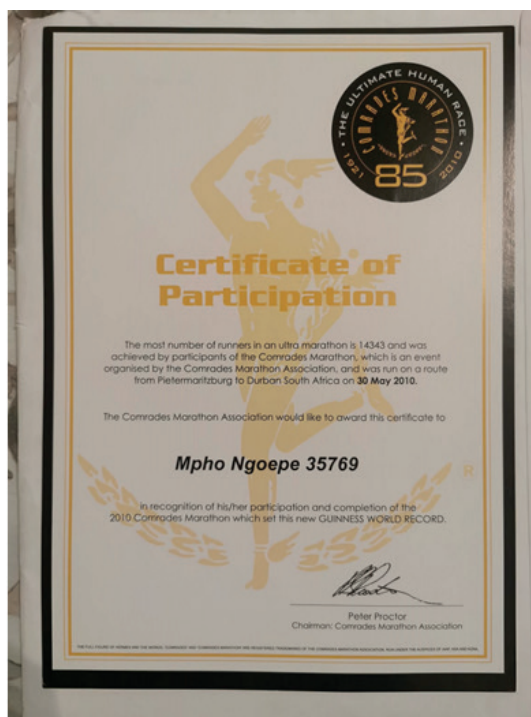 THE ULTIMATE HUMAN RACE
COMRADES MARATHON
1921
85
2010
Certificate of
Participation
The most number of runners in an ultra marathon is 14343 and was
achieved by participants of the Comrades Marathon, which is an event
organised by the Comrades Marathon Association, and was run on a route
from Pietermaritzburg to Durban South Africa on 30 May 2010.
The Comrades Marathon Association would like to award this certificate to
Mpho Ngoepe 35769
R
in recognition of his/her participation and completion of the
2010 Comrades Marathon which set this new GUINNESS WORLD RECORD.
Peter Proctor
Chairman: Comrades Marathon Association